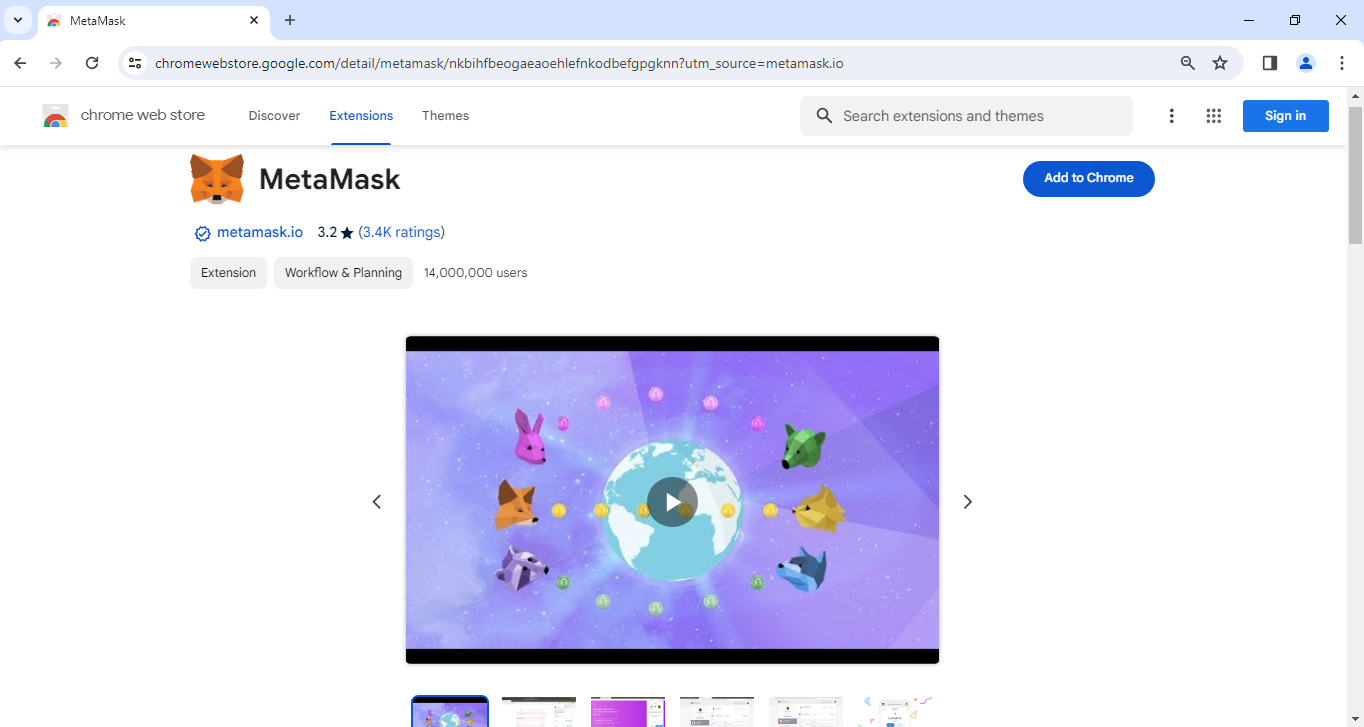 MetaMask
chromewebstore.google.com/detail/metamask/nkbihfbeogaeaoehlefnkodbefgpgknn?utm_source=metamask.io
chrome web store Discover Extensions Themes Search extensions and themes Sign in
MetaMask Add to Chrome
metamask.io 3.2 ★ (3.4K ratings)
Extension Workflow & Planning 14,000,000 users